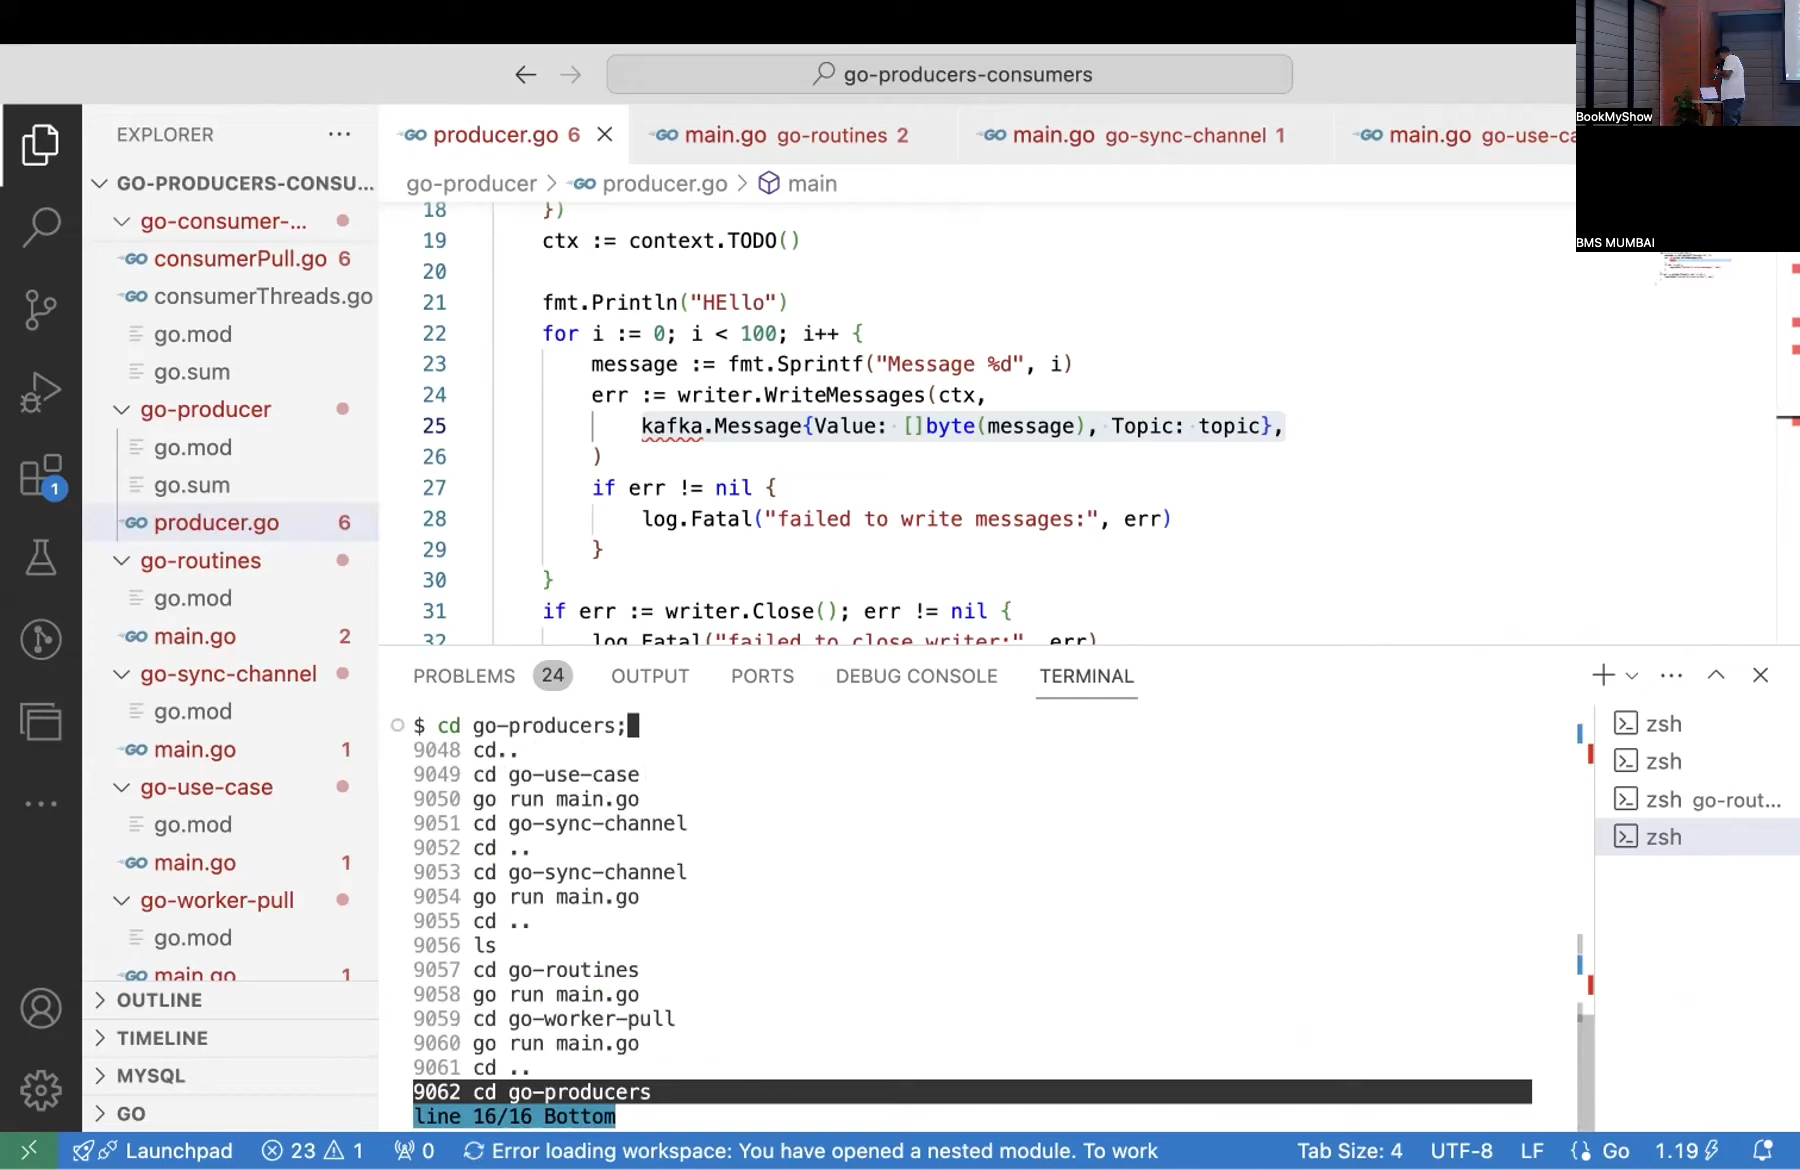 go-producers-consumers
BookMyShow
BMS MUMBAI
EXPLORER
GO-PRODUCERS-CONSU...
go-consumer-...
consumerPull.go 6
consumerThreads.go
go.mod
go.sum
go-producer
go.mod
go.sum
producer.go 6
go-routines
go.mod
main.go 2
go-sync-channel
go.mod
main.go 1
go-use-case
go.mod
main.go 1
go-worker-pull
go.mod
main.go 1
OUTLINE
TIMELINE
MYSQL
GO
1
GO producer.go 6 GO main.go go-routines 2 GO main.go go-sync-channel 1 GO main.go go-use-ca
go-producer > GO producer.go > main
18 })
19 ctx := context.TODO()
20
21 fmt.Println("HEllo")
22 for i := 0; i < 100; i++ {
23 message := fmt.Sprintf("Message %d", i)
24 err := writer.WriteMessages(ctx,
25 kafka.Message{Value: []byte(message), Topic: topic},
26 )
27 if err != nil {
28 log.Fatal("failed to write messages:", err)
29 }
30 }
31 if err := writer.Close(); err != nil {
32 log.Fatal("failed to close writer:", err)
PROBLEMS 24 OUTPUT PORTS DEBUG CONSOLE TERMINAL
$ cd go-producers;
9048 cd..
9049 cd go-use-case
9050 go run main.go
9051 cd go-sync-channel
9052 cd ..
9053 cd go-sync-channel
9054 go run main.go
9055 cd ..
9056 ls
9057 cd go-routines
9058 go run main.go
9059 cd go-worker-pull
9060 go run main.go
9061 cd ..
9062 cd go-producers
line 16/16 Bottom
zsh
zsh
zsh go-rout...
zsh
Launchpad 23 1 0 Error loading workspace: You have opened a nested module. To work Tab Size: 4 UTF-8 LF Go 1.19